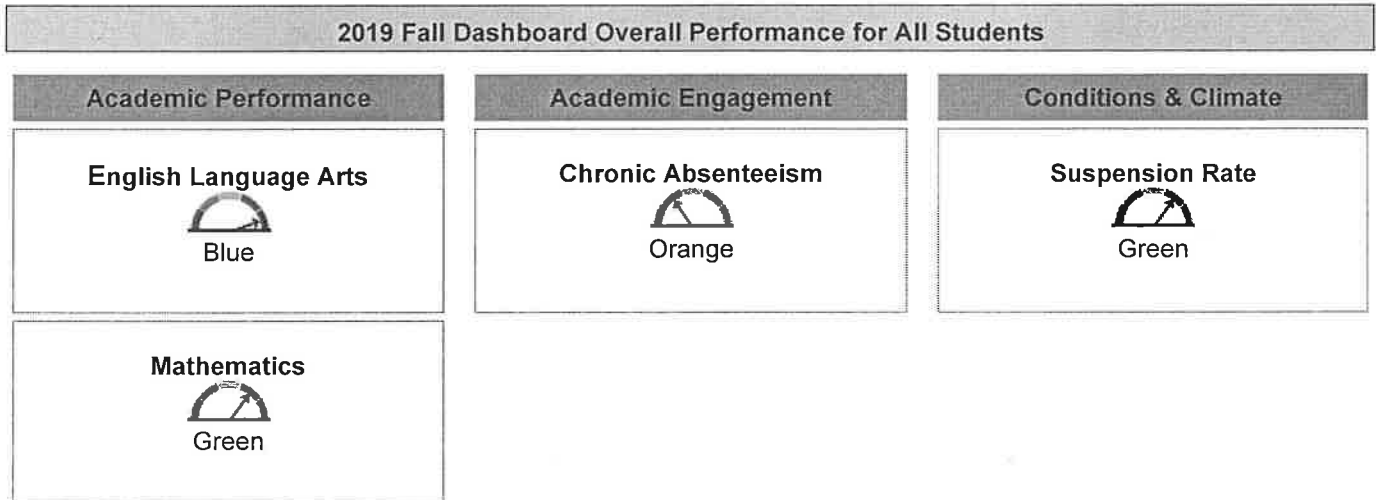 2019 Fall Dashboard Overall Performance for All Students
Academic Performance
English Language Arts
Blue
Mathematics
Green
Academic Engagement
Chronic Absenteeism
Orange
Conditions & Climate
Suspension Rate
Green